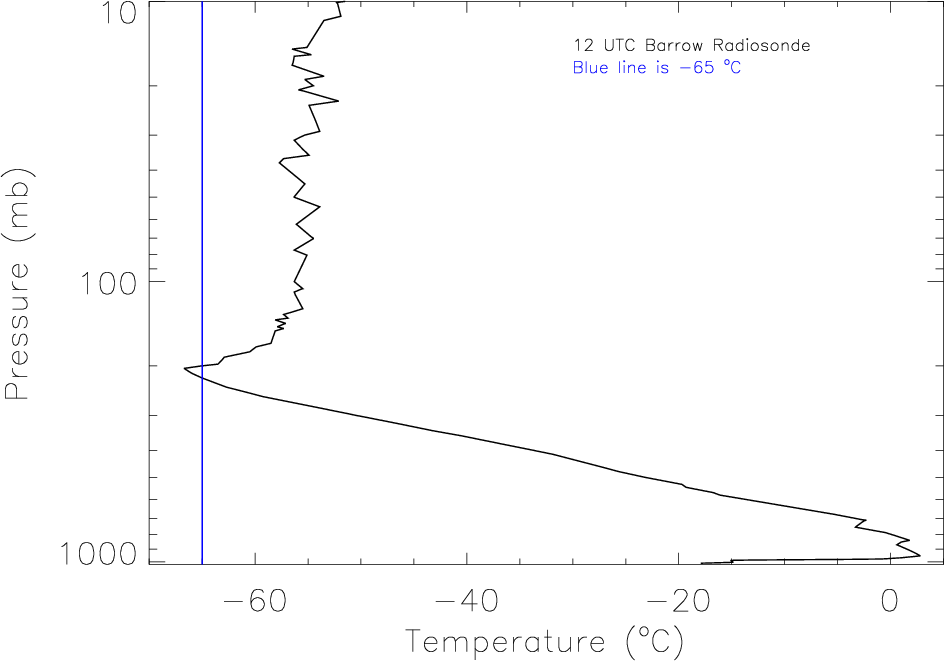 10
12 UTC Barrow Radiosonde
Blue line is −65 °C
Pressure (mb)
100
1000
−60 −40 −20 0
Temperature (°C)